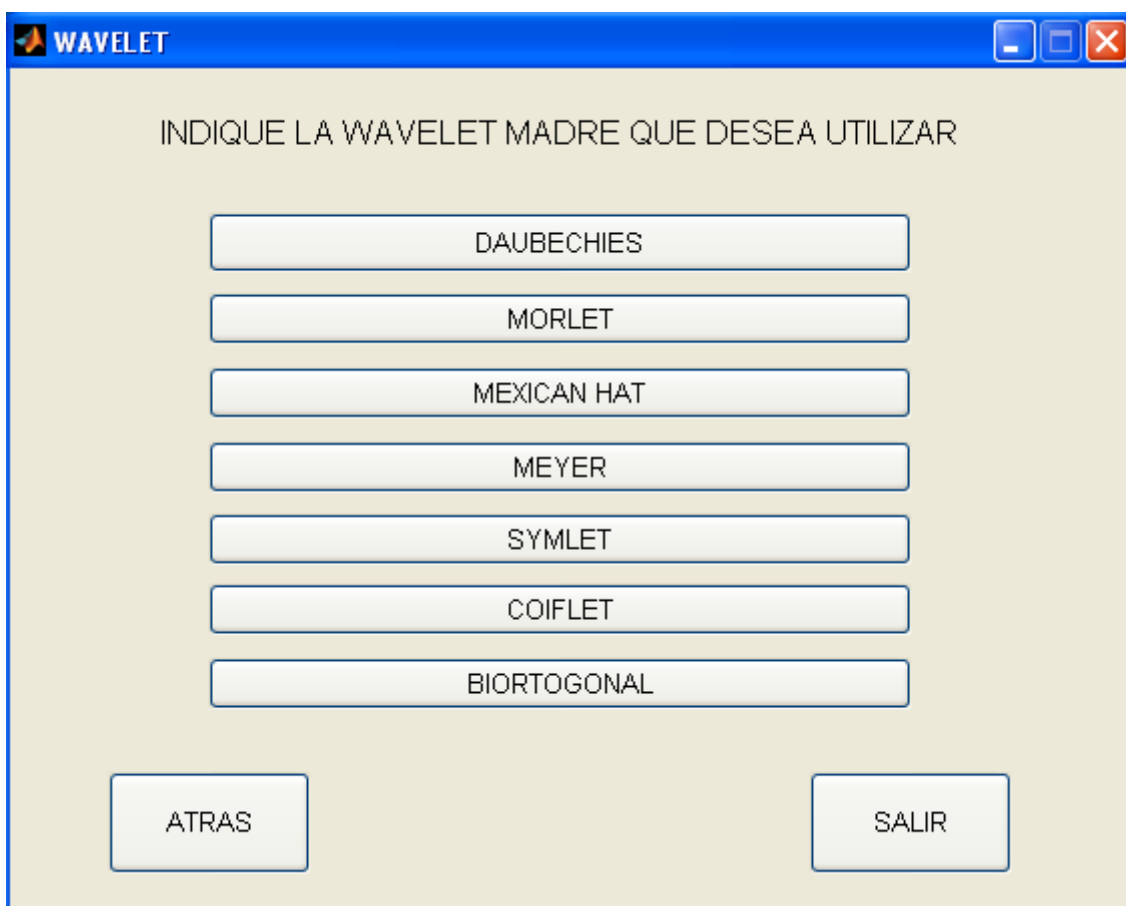 WAVELET
INDIQUE LA WAVELET MADRE QUE DESEA UTILIZAR
DAUBECHIES
MORLET
MEXICAN HAT
MEYER
SYMLET
COIFLET
BIORTOGONAL
ATRAS
SALIR